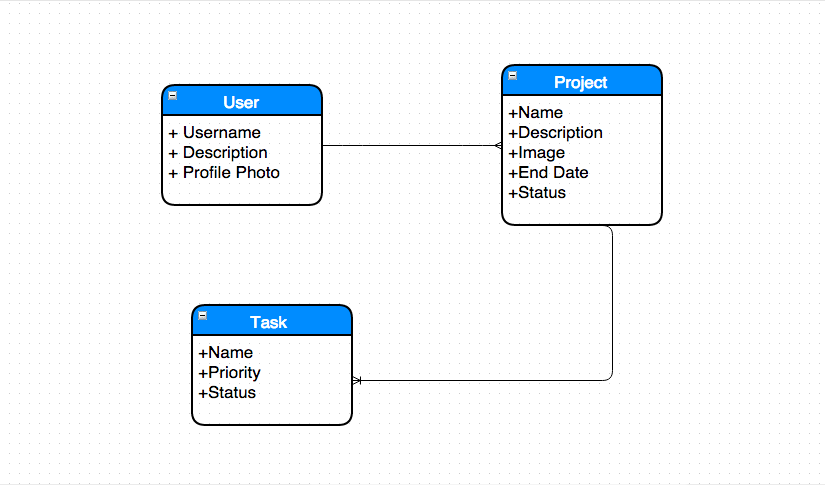 User
+ Username
+ Description
+ Profile Photo
Project
+Name
+Description
+Image
+End Date
+Status
Task
+Name
+Priority
+Status